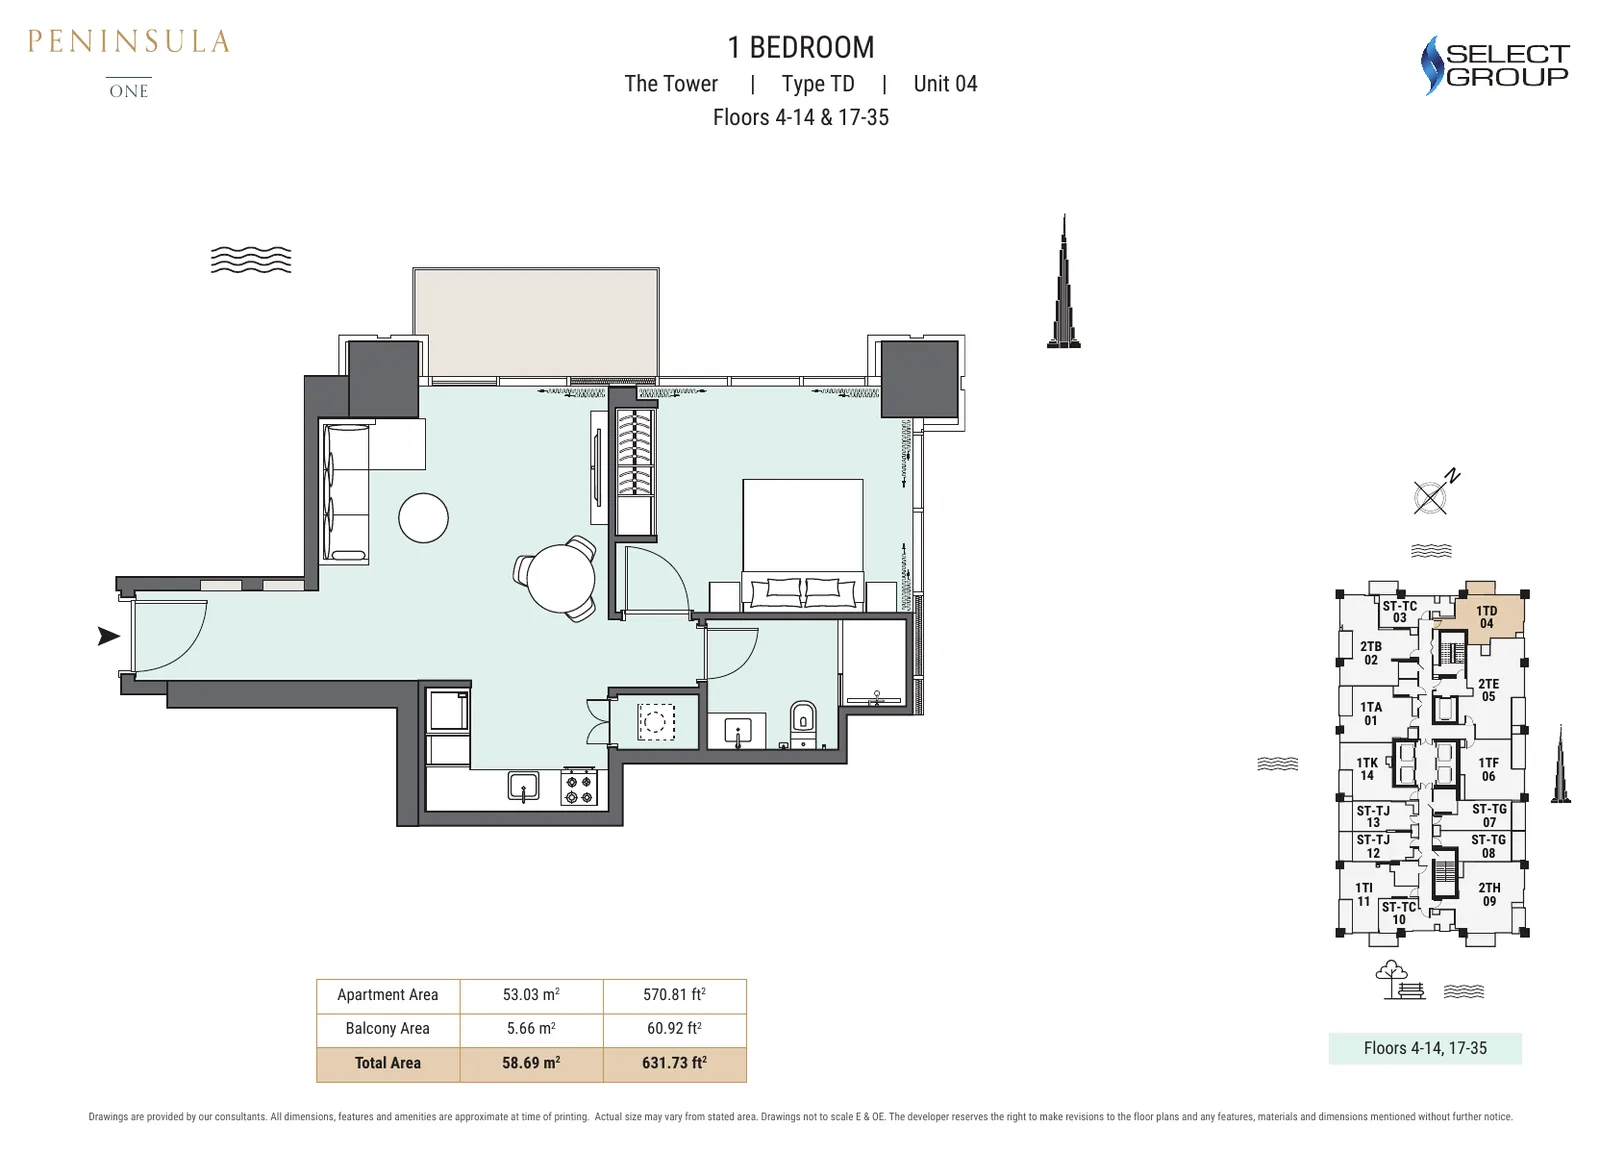 PENINSULA
ONE
1 BEDROOM
The Tower | Type TD | Unit 04
Floors 4-14 & 17-35
SELECT
GROUP
N
ST-TC
03
1TD
04
2TB
02
2TE
05
1TA
01
1TK
14
1TF
06
ST-TJ
13
ST-TG
07
ST-TJ
12
ST-TG
08
1TI
11
2TH
09
ST-TC
10
Floors 4-14, 17-35
Apartment Area 53.03 m² 570.81 ft²
Balcony Area 5.66 m² 60.92 ft²
Total Area 58.69 m² 631.73 ft²
Drawings are provided by our consultants. All dimensions, features and amenities are approximate at time of printing. Actual size may vary from stated area. Drawings not to scale E & OE. The developer reserves the right to make revisions to the floor plans and any features, materials and dimensions mentioned without further notice.